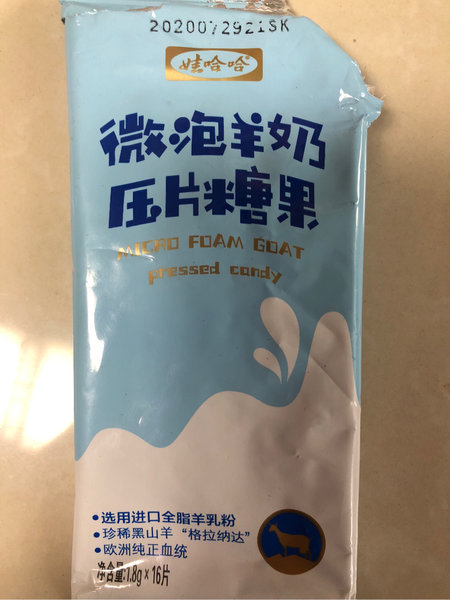 2020072921SK
娃哈哈®
微泡羊奶
压片糖果
MICRO FOAM GOAT
pressed candy
•选用进口全脂羊乳粉
•珍稀黑山羊“格拉纳达”
•欧洲纯正血统
净含量:1.8g×16片